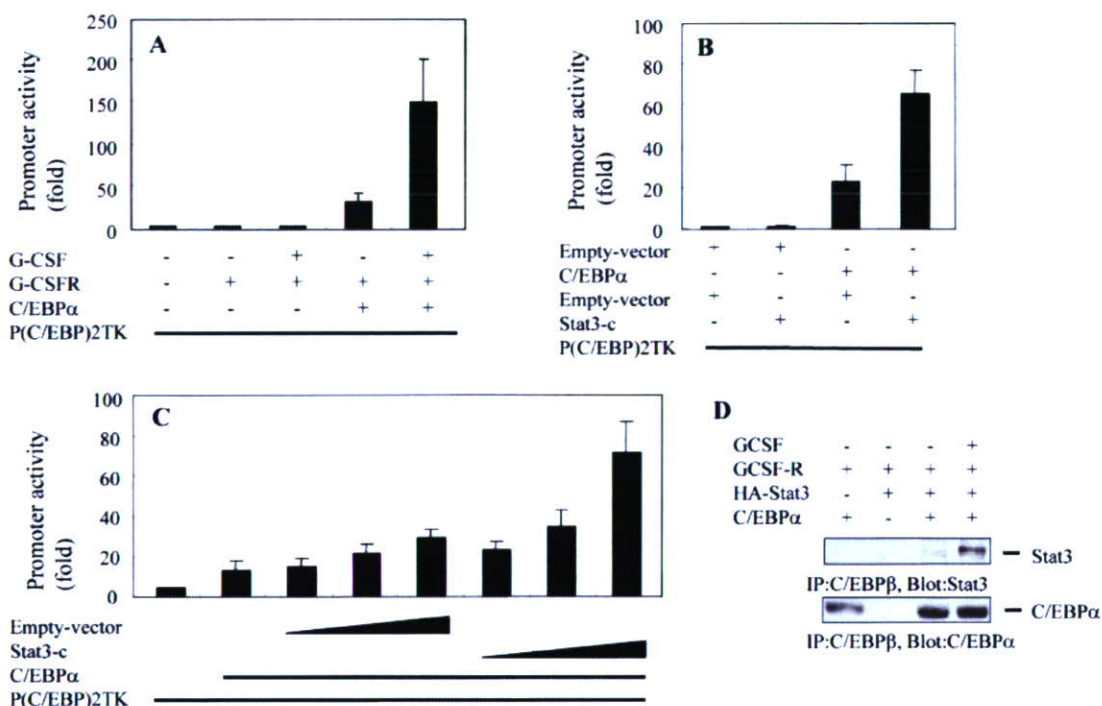 A
Promoter activity
(fold)
250
200
150
100
50
0
G-CSF - - + - +
G-CSFR - + + + +
C/EBPα - - - + +
P(C/EBP)2TK
B
Promoter activity
(fold)
100
80
60
40
20
0
Empty-vector + + - -
C/EBPα - - + +
Empty-vector + - + -
Stat3-c - + - +
P(C/EBP)2TK
C
Promoter activity
(fold)
100
80
60
40
20
0
Empty-vector
Stat3-c
C/EBPα
P(C/EBP)2TK
D
GCSF - - - +
GCSF-R + + + +
HA-Stat3 - + + +
C/EBPα + - + +
Stat3
IP:C/EBPβ, Blot:Stat3
C/EBPα
IP:C/EBPβ, Blot:C/EBPα